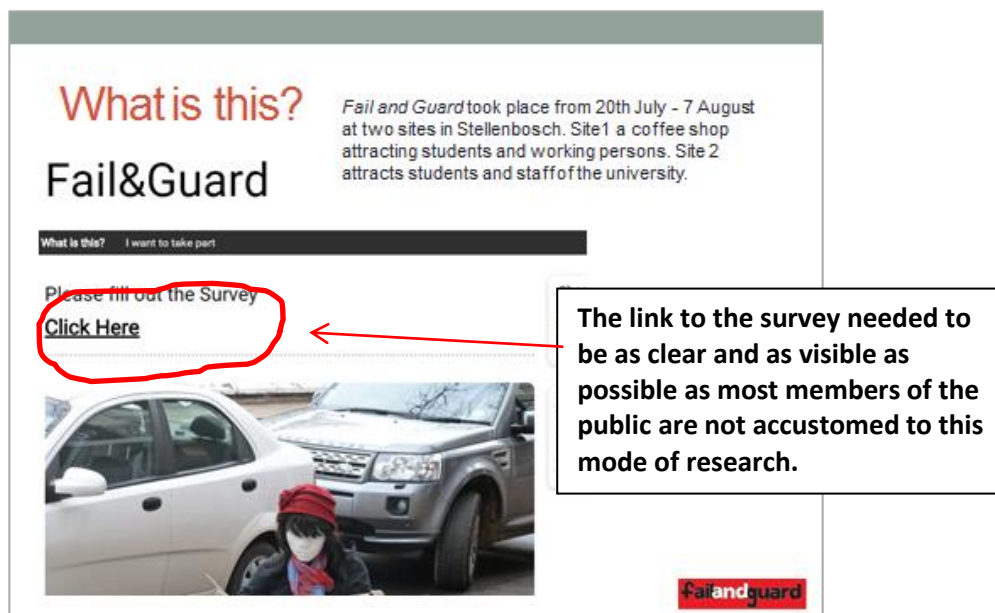 What is this?
Fail and Guard took place from 20th July - 7 August
at two sites in Stellenbosch. Site1 a coffee shop
attracting students and working persons. Site 2
attracts students and staff of the university.
Fail&Guard
What is this? I want to take part
Please fill out the Survey
Click Here
The link to the survey needed to
be as clear and as visible as
possible as most members of the
public are not accustomed to this
mode of research.
failandguard